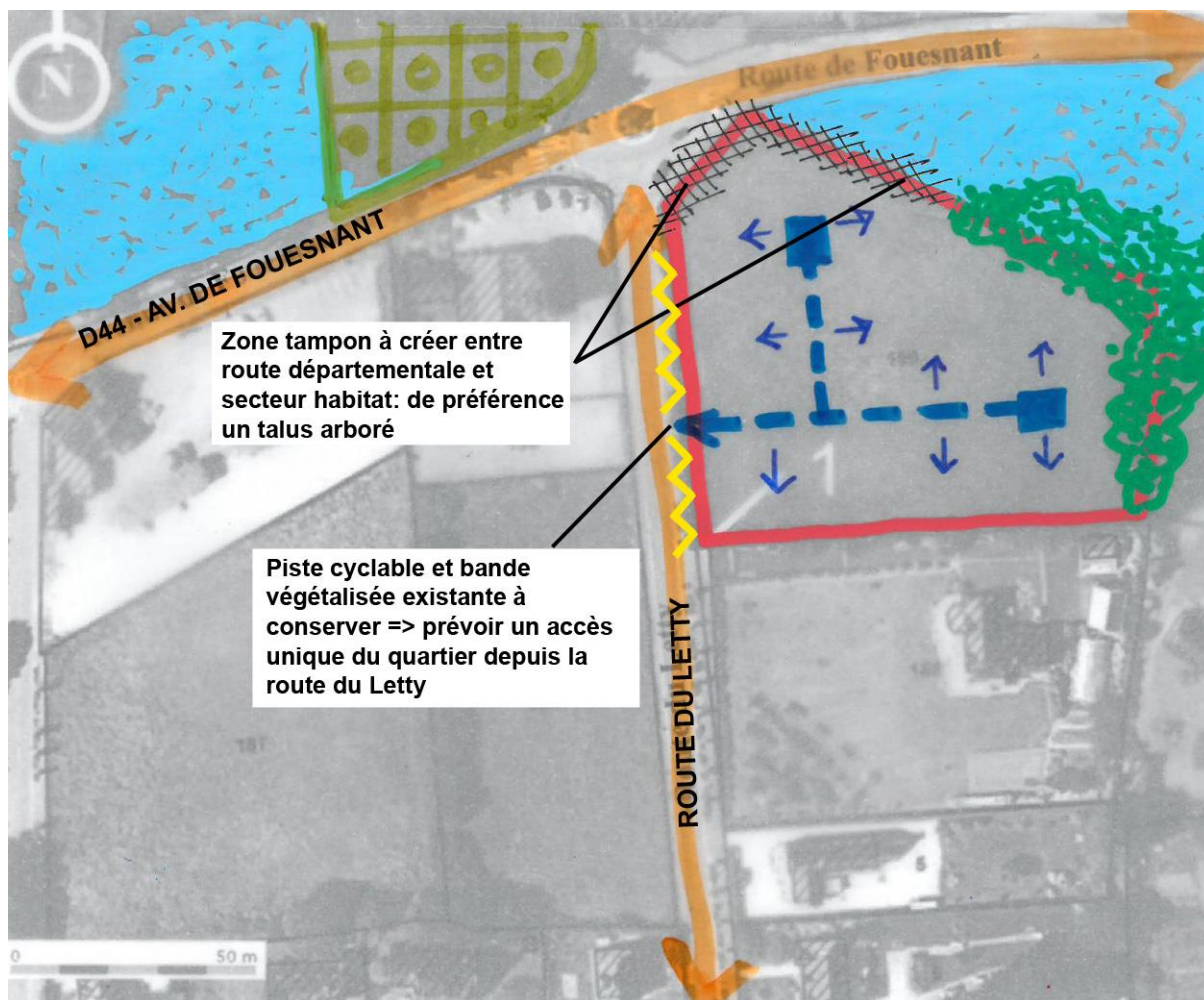 N
Route de Fouesnant
D44 - AV. DE FOUESNANT
Zone tampon à créer entre
route départementale et
secteur habitat: de préférence
un talus arboré
1
Piste cyclable et bande
végétalisée existante à
conserver => prévoir un accès
unique du quartier depuis la
route du Letty
ROUTE DU LETTY
5
0 50 m